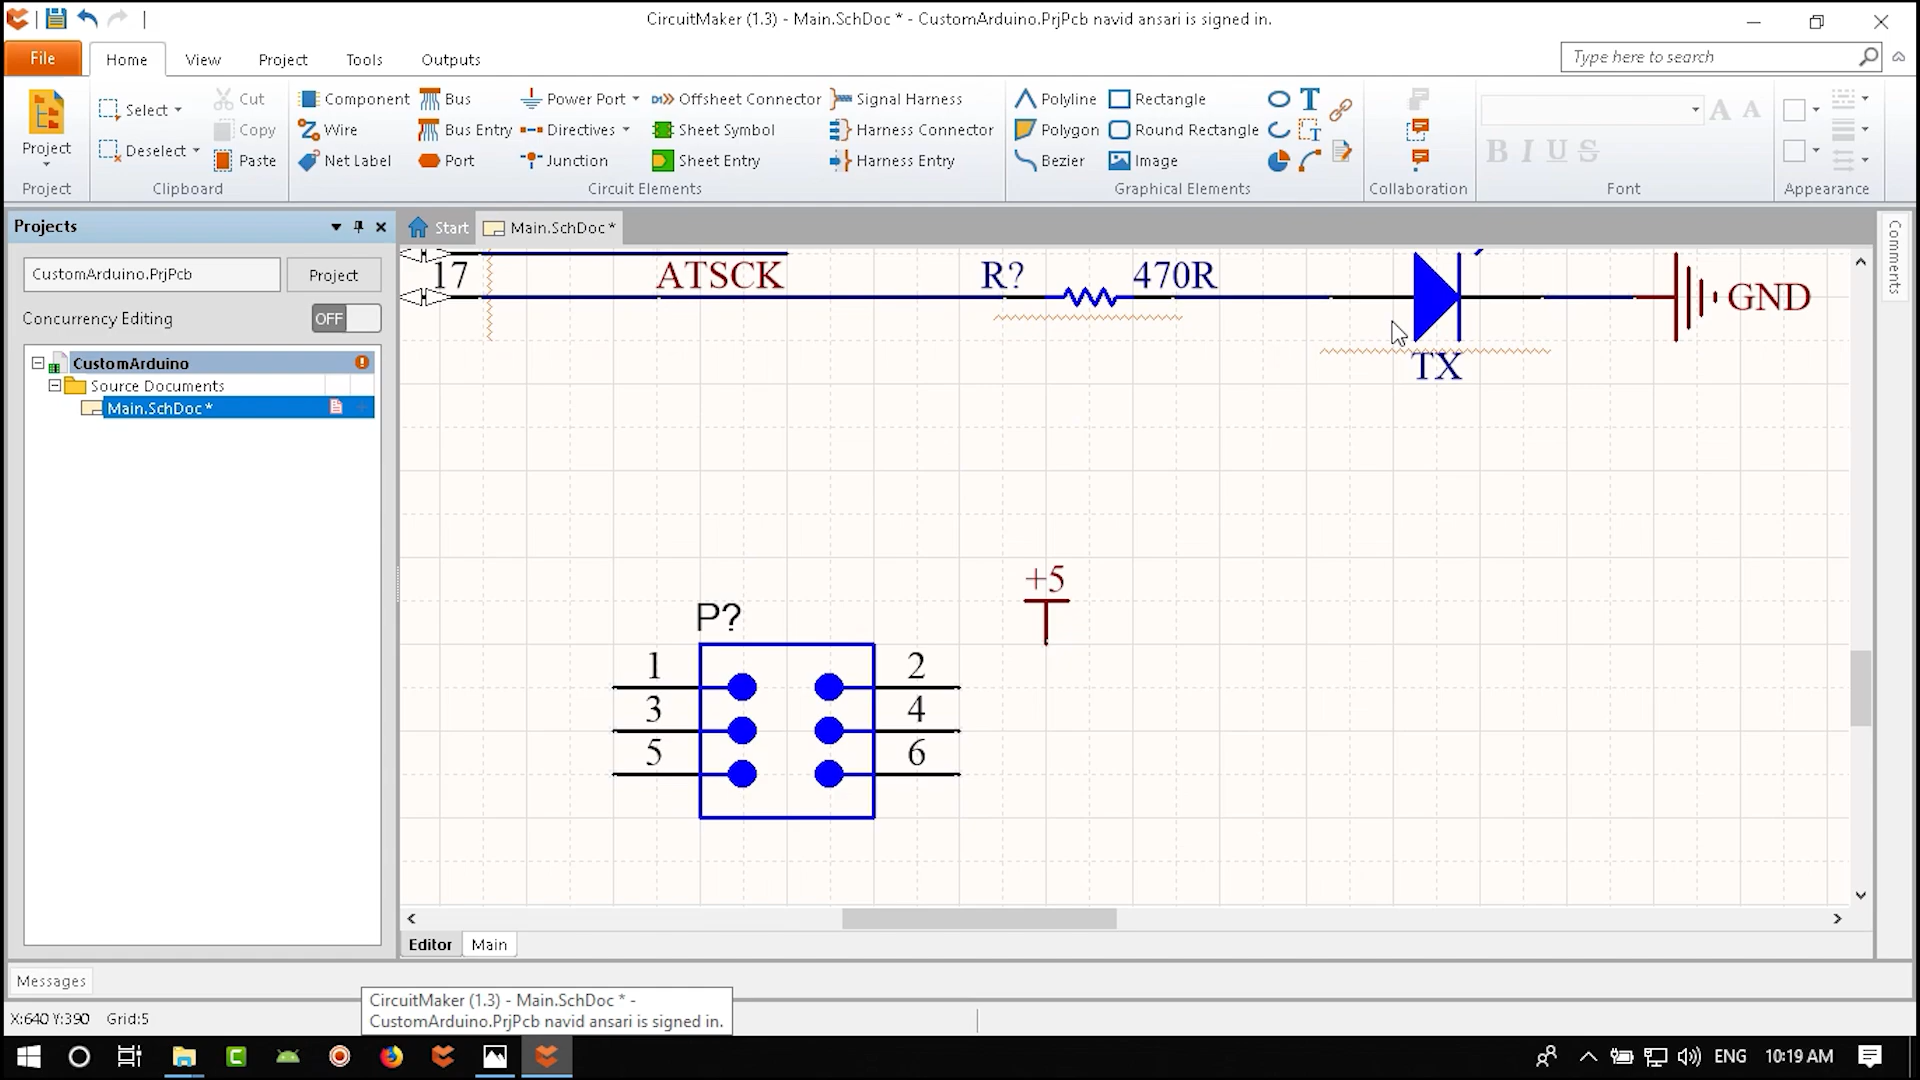 CircuitMaker (1.3) - Main.SchDoc * - CustomArduino.PrjPcb navid ansari is signed in.
File Home View Project Tools Outputs
Type here to search
Project
Project
Select
Deselect
Cut
Copy
Paste
Clipboard
Component Bus Power Port Offsheet Connector Signal Harness
Wire Bus Entry Directives Sheet Symbol Harness Connector
Net Label Port Junction Sheet Entry Harness Entry
Circuit Elements
Polyline Rectangle
Polygon Round Rectangle
Bezier Image
Graphical Elements
Collaboration
A A
B I U S
Font
Appearance
Projects
CustomArduino.PrjPcb Project
Concurrency Editing OFF
CustomArduino
Source Documents
Main.SchDoc *
Start Main.SchDoc *
Comments
17 ATSCK R? 470R GND
TX
+5
P?
1 2
3 4
5 6
Editor Main
Messages
CircuitMaker (1.3) - Main.SchDoc * -
CustomArduino.PrjPcb navid ansari is signed in.
X:640 Y:390 Grid:5
ENG 10:19 AM